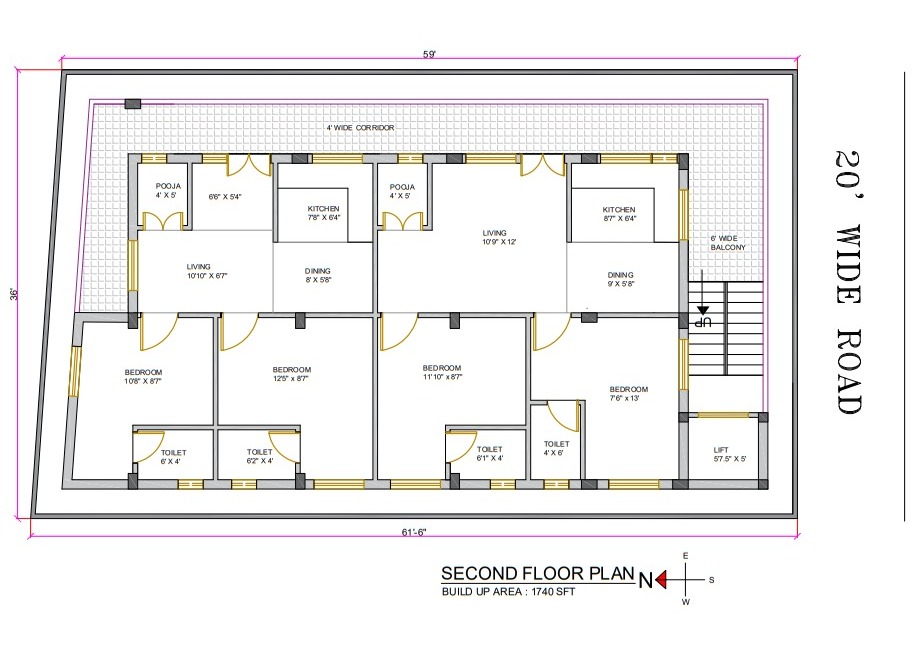 59'
4' WIDE CORRIDOR
20' WIDE ROAD
POOJA
4' X 5'
6'6" X 5'4"
KITCHEN
7'8" X 6'4"
POOJA
4' X 5'
KITCHEN
8'7" X 6'4"
LIVING
10'9" X 12'
6' WIDE
BALCONY
LIVING
10'10" X 6'7"
DINING
8' X 5'8"
DINING
9' X 5'8"
36'
UP
BEDROOM
10'8" X 8'7"
BEDROOM
12'5" x 8'7"
BEDROOM
11'10" x 8'7"
BEDROOM
7'6" x 13'
TOILET
6' X 4'
TOILET
6'2" X 4'
TOILET
6'1" X 4'
TOILET
4' X 6'
LIFT
5'7.5" X 5'
61'-6"
SECOND FLOOR PLAN
BUILD UP AREA : 1740 SFT
N
E
S
W